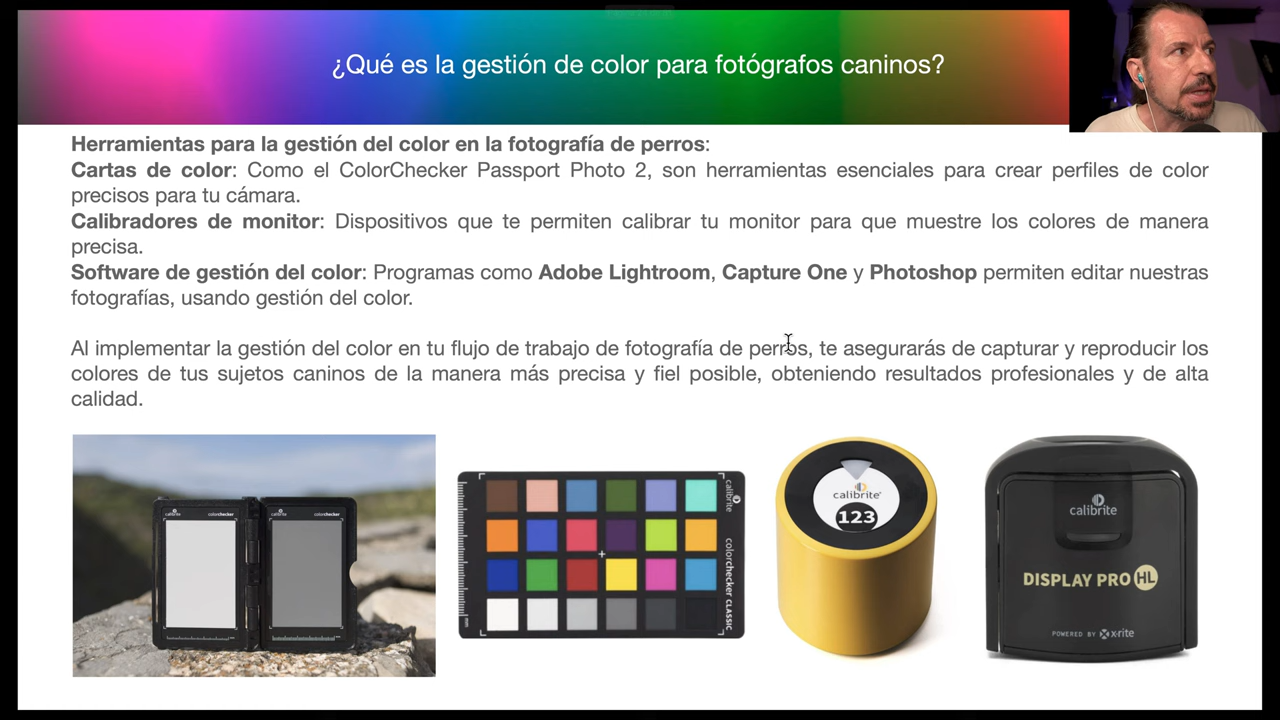 ¿Qué es la gestión de color para fotógrafos caninos?
Herramientas para la gestión del color en la fotografía de perros:
Cartas de color: Como el ColorChecker Passport Photo 2, son herramientas esenciales para crear perfiles de color
precisos para tu cámara.
Calibradores de monitor: Dispositivos que te permiten calibrar tu monitor para que muestre los colores de manera
precisa.
Software de gestión del color: Programas como Adobe Lightroom, Capture One y Photoshop permiten editar nuestras
fotografías, usando gestión del color.
Al implementar la gestión del color en tu flujo de trabajo de fotografía de perros, te asegurarás de capturar y reproducir los
colores de tus sujetos caninos de la manera más precisa y fiel posible, obteniendo resultados profesionales y de alta
calidad.
calibrite colorchecker
calibrite colorchecker
calibrite
colorchecker CLASSIC
mm
calibrite
123
calibrite
DISPLAY PRO HL
POWERED BY x·rite